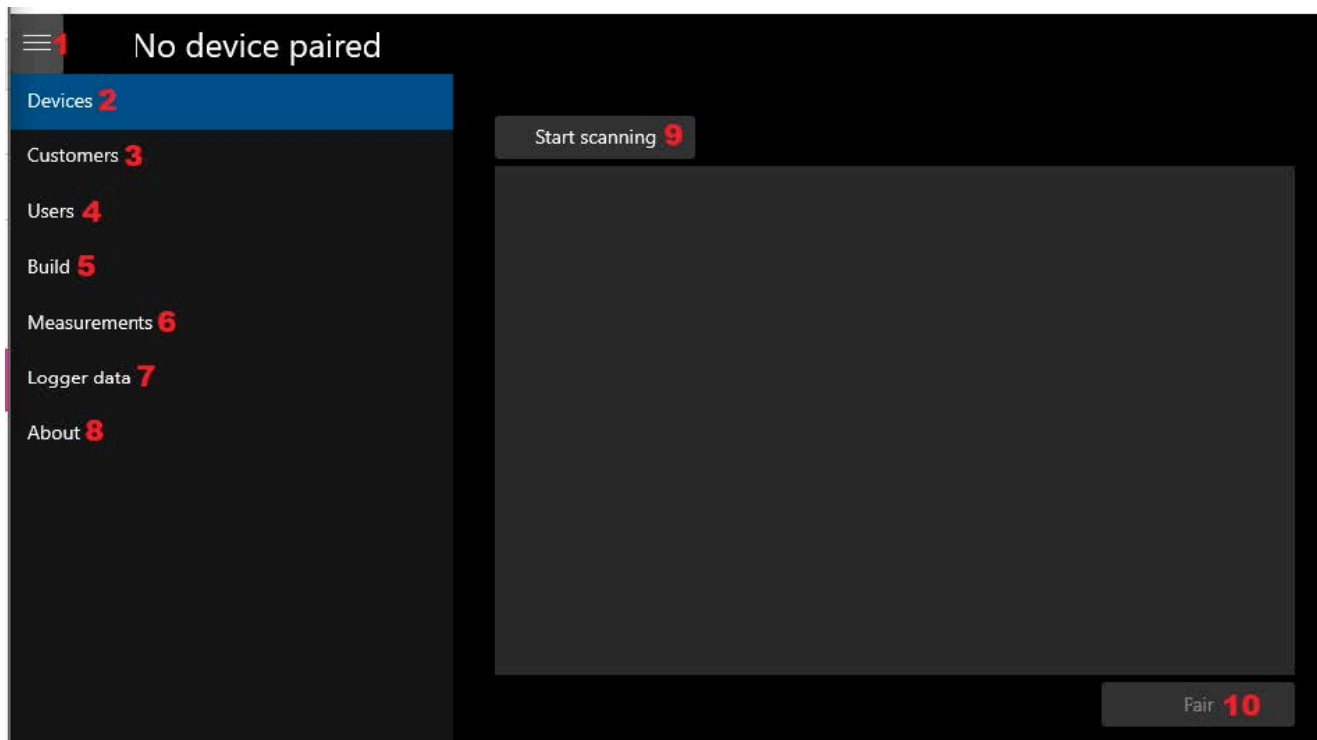 1 No device paired
Devices 2
Customers 3
Users 4
Build 5
Measurements 6
Logger data 7
About 8
Start scanning 9
Fair 10